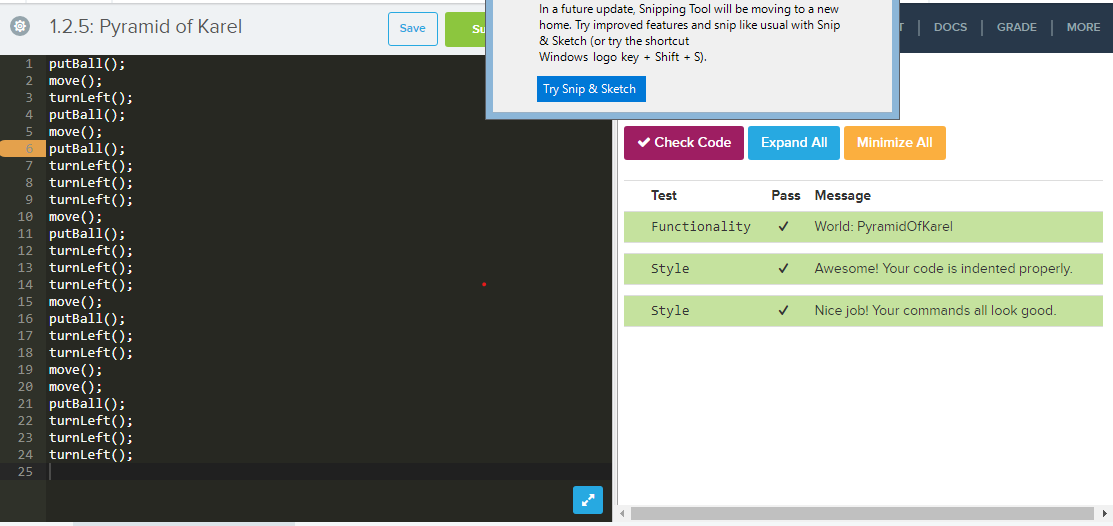 1.2.5: Pyramid of Karel
Save
Su
In a future update, Snipping Tool will be moving to a new
home. Try improved features and snip like usual with Snip
& Sketch (or try the shortcut
Windows logo key + Shift + S).
Try Snip & Sketch
T | DOCS | GRADE | MORE
1 putBall();
2 move();
3 turnLeft();
4 putBall();
5 move();
6 putBall();
7 turnLeft();
8 turnLeft();
9 turnLeft();
10 move();
11 putBall();
12 turnLeft();
13 turnLeft();
14 turnLeft();
15 move();
16 putBall();
17 turnLeft();
18 turnLeft();
19 move();
20 move();
21 putBall();
22 turnLeft();
23 turnLeft();
24 turnLeft();
25
Check Code Expand All Minimize All
Test Pass Message
Functionality World: PyramidOfKarel
Style Awesome! Your code is indented properly.
Style Nice job! Your commands all look good.